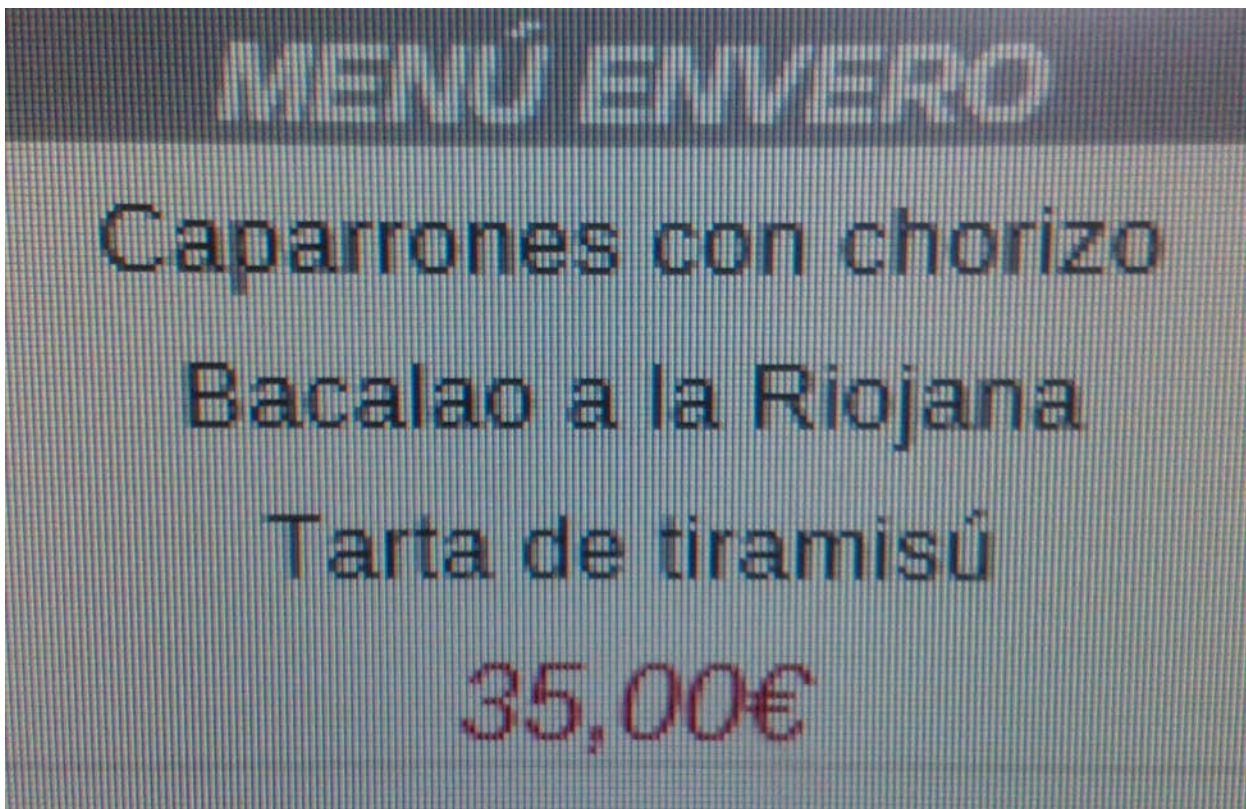 MENÚ ENVERO
Caparrones con chorizo
Bacalao a la Riojana
Tarta de tiramisú
35,00€